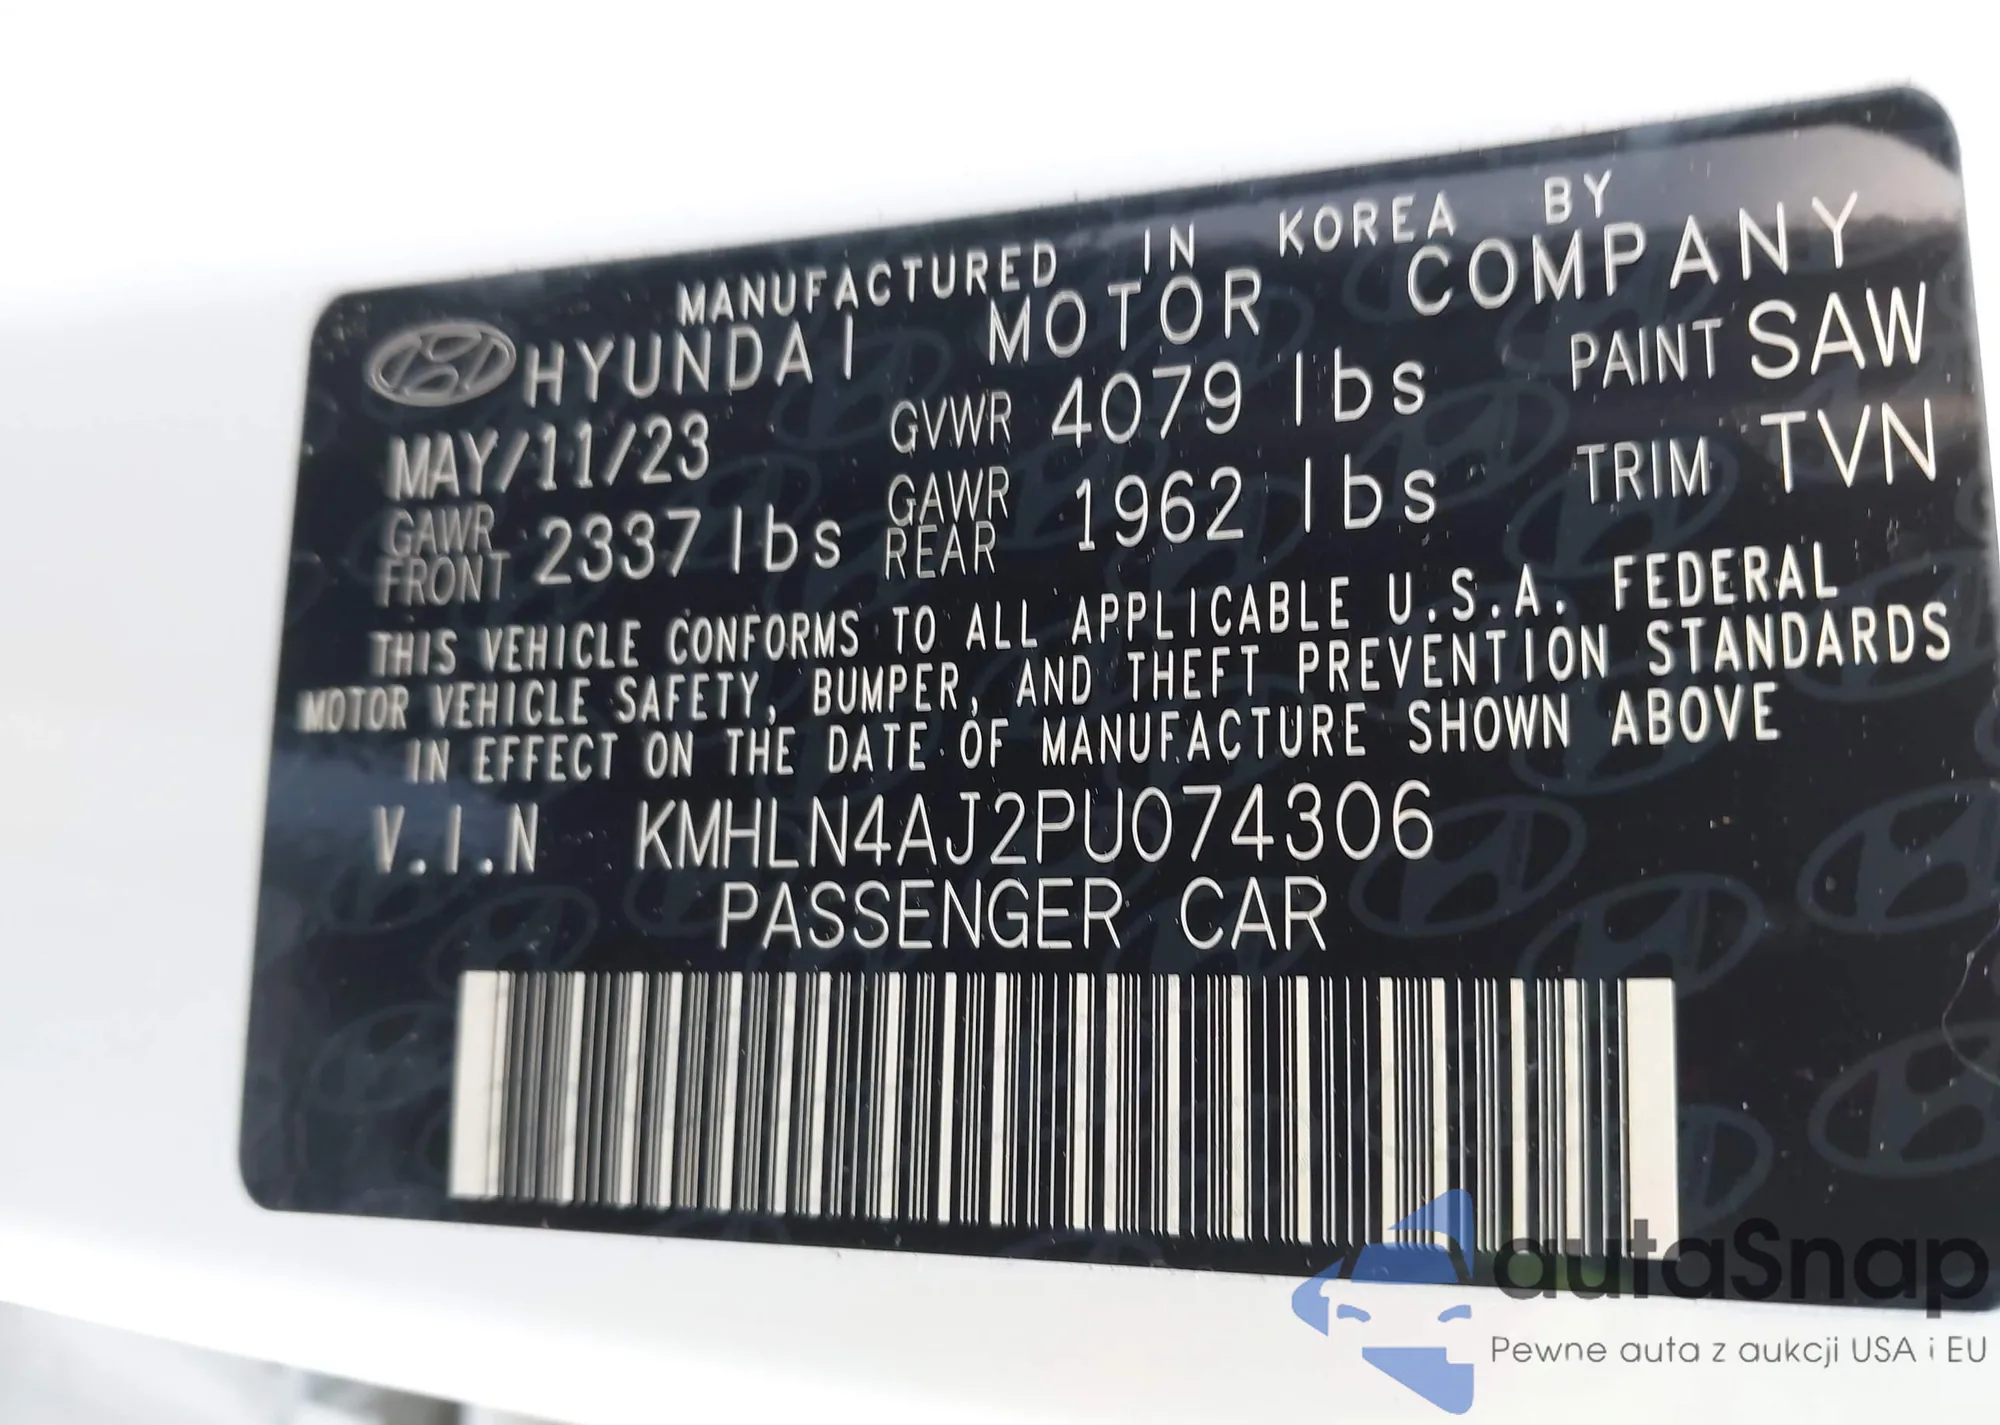 MANUFACTURED IN KOREA BY
HYUNDAI MOTOR COMPANY
MAY/11/23 GVWR 4079 lbs PAINT SAW
GAWR FRONT 2337 lbs GAWR REAR 1962 lbs TRIM TVN
THIS VEHICLE CONFORMS TO ALL APPLICABLE U.S.A. FEDERAL
MOTOR VEHICLE SAFETY, BUMPER, AND THEFT PREVENTION STANDARDS
IN EFFECT ON THE DATE OF MANUFACTURE SHOWN ABOVE
V.I.N KMHLN4AJ2PU074306
PASSENGER CAR
autaSnap
Pewne auta z aukcji USA i EU